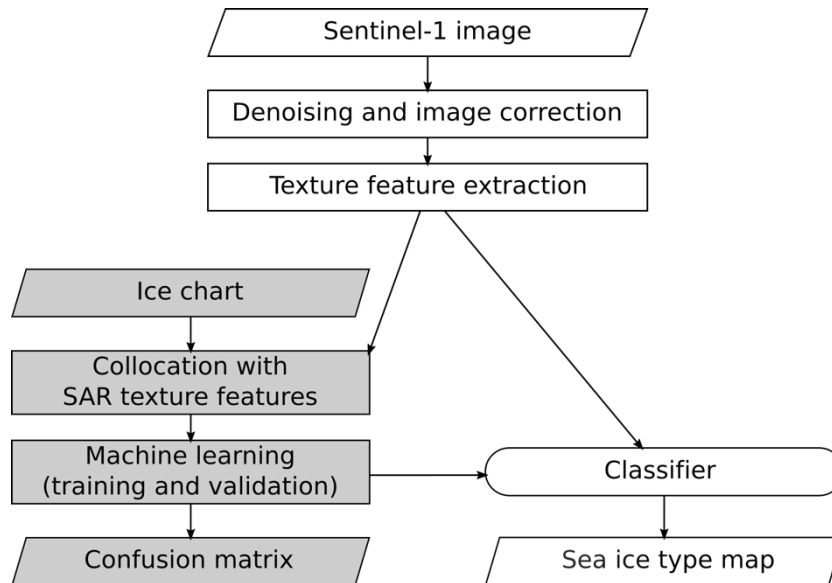 Sentinel-1 image
Denoising and image correction
Texture feature extraction
Ice chart
Collocation with
SAR texture features
Machine learning
(training and validation)
Classifier
Confusion matrix
Sea ice type map